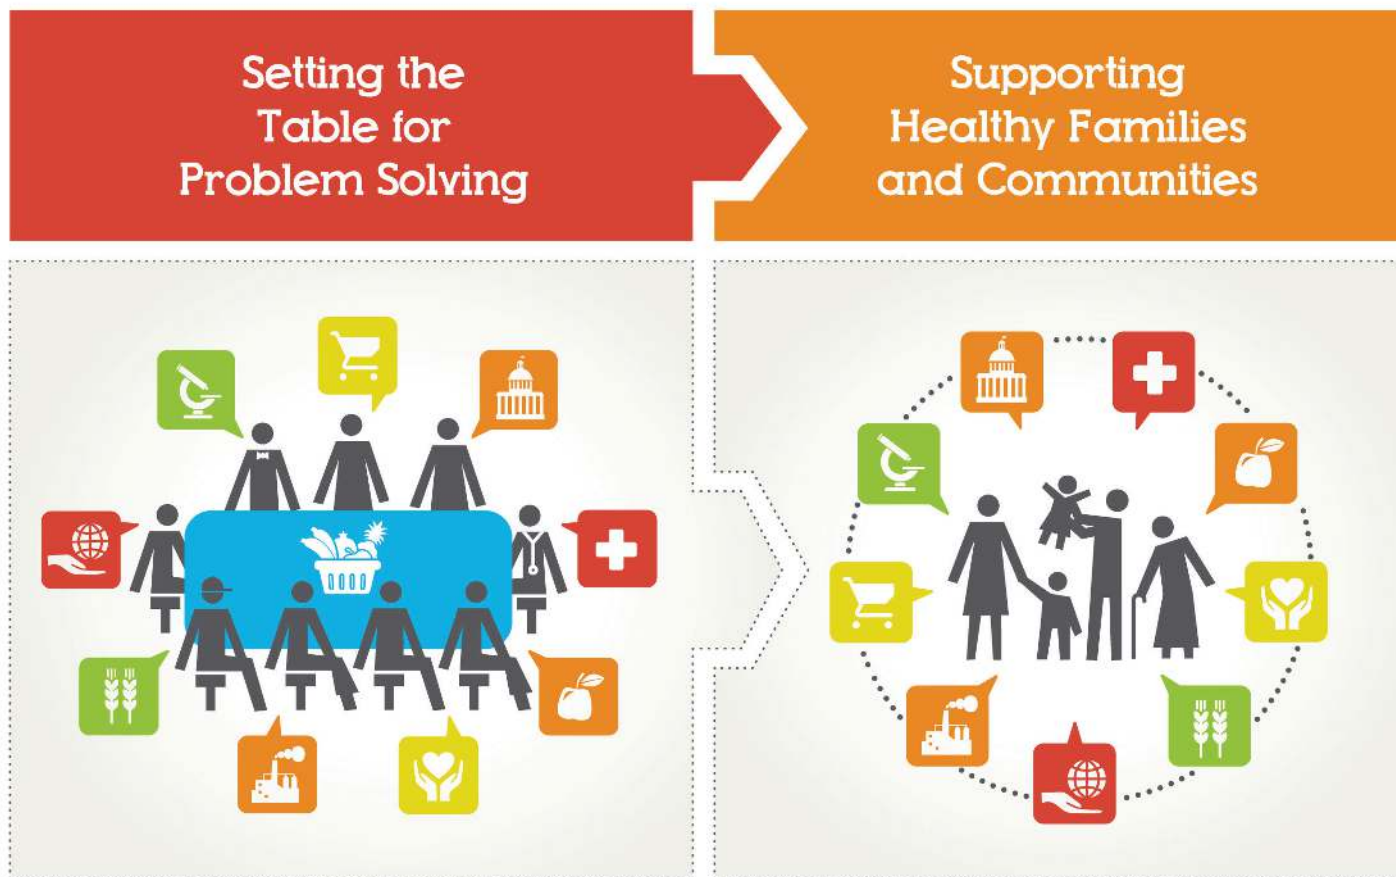 Setting the
Table for
Problem Solving
Supporting
Healthy Families
and Communities